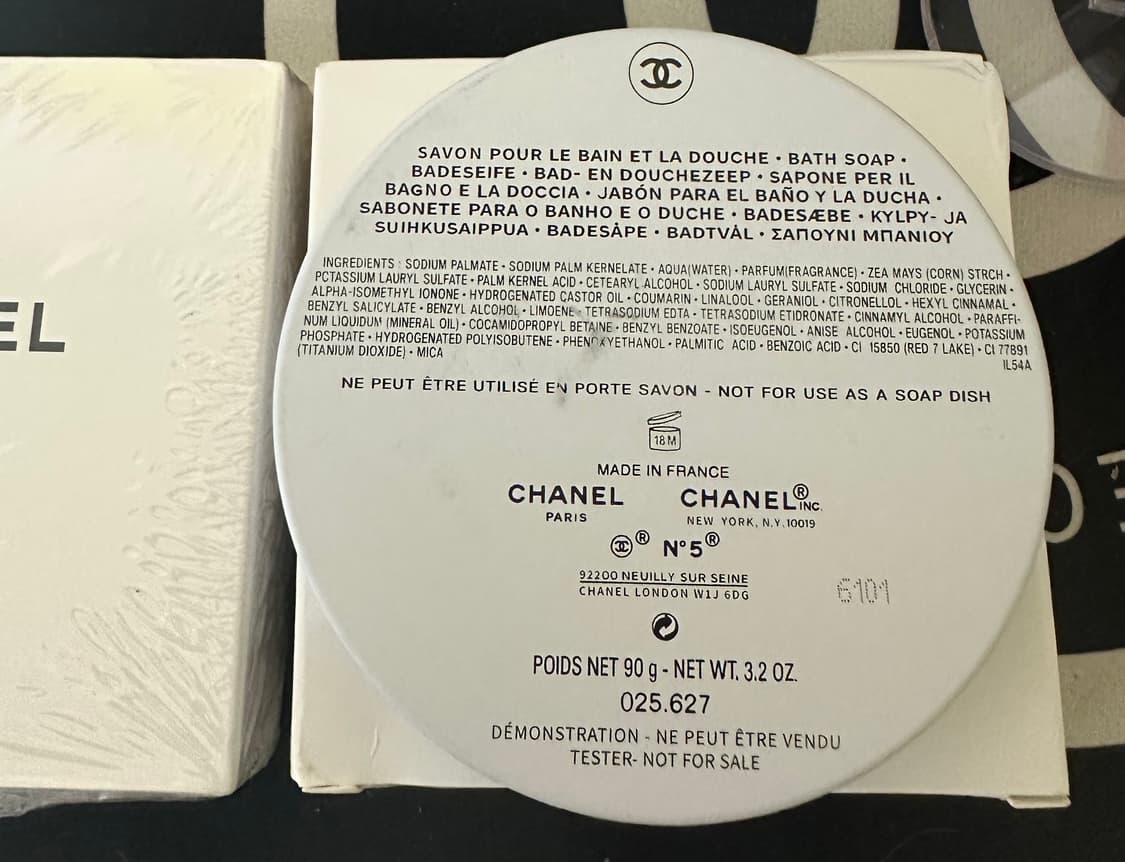 EL
SAVON POUR LE BAIN ET LA DOUCHE • BATH SOAP •
BADESEIFE • BAD- EN DOUCHEZEEP • SAPONE PER IL
BAGNO E LA DOCCIA • JABÓN PARA EL BAÑO Y LA DUCHA •
SABONETE PARA O BANHO E O DUCHE • BADESÆBE • KYLPY- JA
SUIHKUSAIPPUA • BADESÅPE • BADTVÅL • ΣΑΠΟΥΝΙ ΜΠΑΝΙΟΥ
INGREDIENTS : SODIUM PALMATE • SODIUM PALM KERNELATE • AQUA(WATER) • PARFUM(FRAGRANCE) • ZEA MAYS (CORN) STRCH •
PCTASSIUM LAURYL SULFATE • PALM KERNEL ACID • CETEARYL ALCOHOL • SODIUM LAURYL SULFATE • SODIUM CHLORIDE • GLYCERIN •
ALPHA-ISOMETHYL IONONE • HYDROGENATED CASTOR OIL • COUMARIN • LINALOOL • GERANIOL • CITRONELLOL • HEXYL CINNAMAL •
BENZYL SALICYLATE • BENZYL ALCOHOL • LIMOENE • TETRASODIUM EDTA • TETRASODIUM ETIDRONATE • CINNAMYL ALCOHOL • PARAFFI-
NUM LIQUIDUM (MINERAL OIL) • COCAMIDOPROPYL BETAINE • BENZYL BENZOATE • ISOEUGENOL • ANISE ALCOHOL • EUGENOL • POTASSIUM
PHOSPHATE • HYDROGENATED POLYISOBUTENE • PHENOXYETHANOL • PALMITIC ACID • BENZOIC ACID • CI 15850 (RED 7 LAKE) • CI 77891
(TITANIUM DIOXIDE) • MICA
IL54A
NE PEUT ÊTRE UTILISÉ EN PORTE SAVON - NOT FOR USE AS A SOAP DISH
18M
MADE IN FRANCE
CHANEL CHANEL® INC.
PARIS NEW YORK, N.Y.10019
® N°5®
92200 NEUILLY SUR SEINE
CHANEL LONDON W1J 6DG
6101
POIDS NET 90 g - NET WT. 3.2 OZ.
025.627
DÉMONSTRATION - NE PEUT ÊTRE VENDU
TESTER- NOT FOR SALE